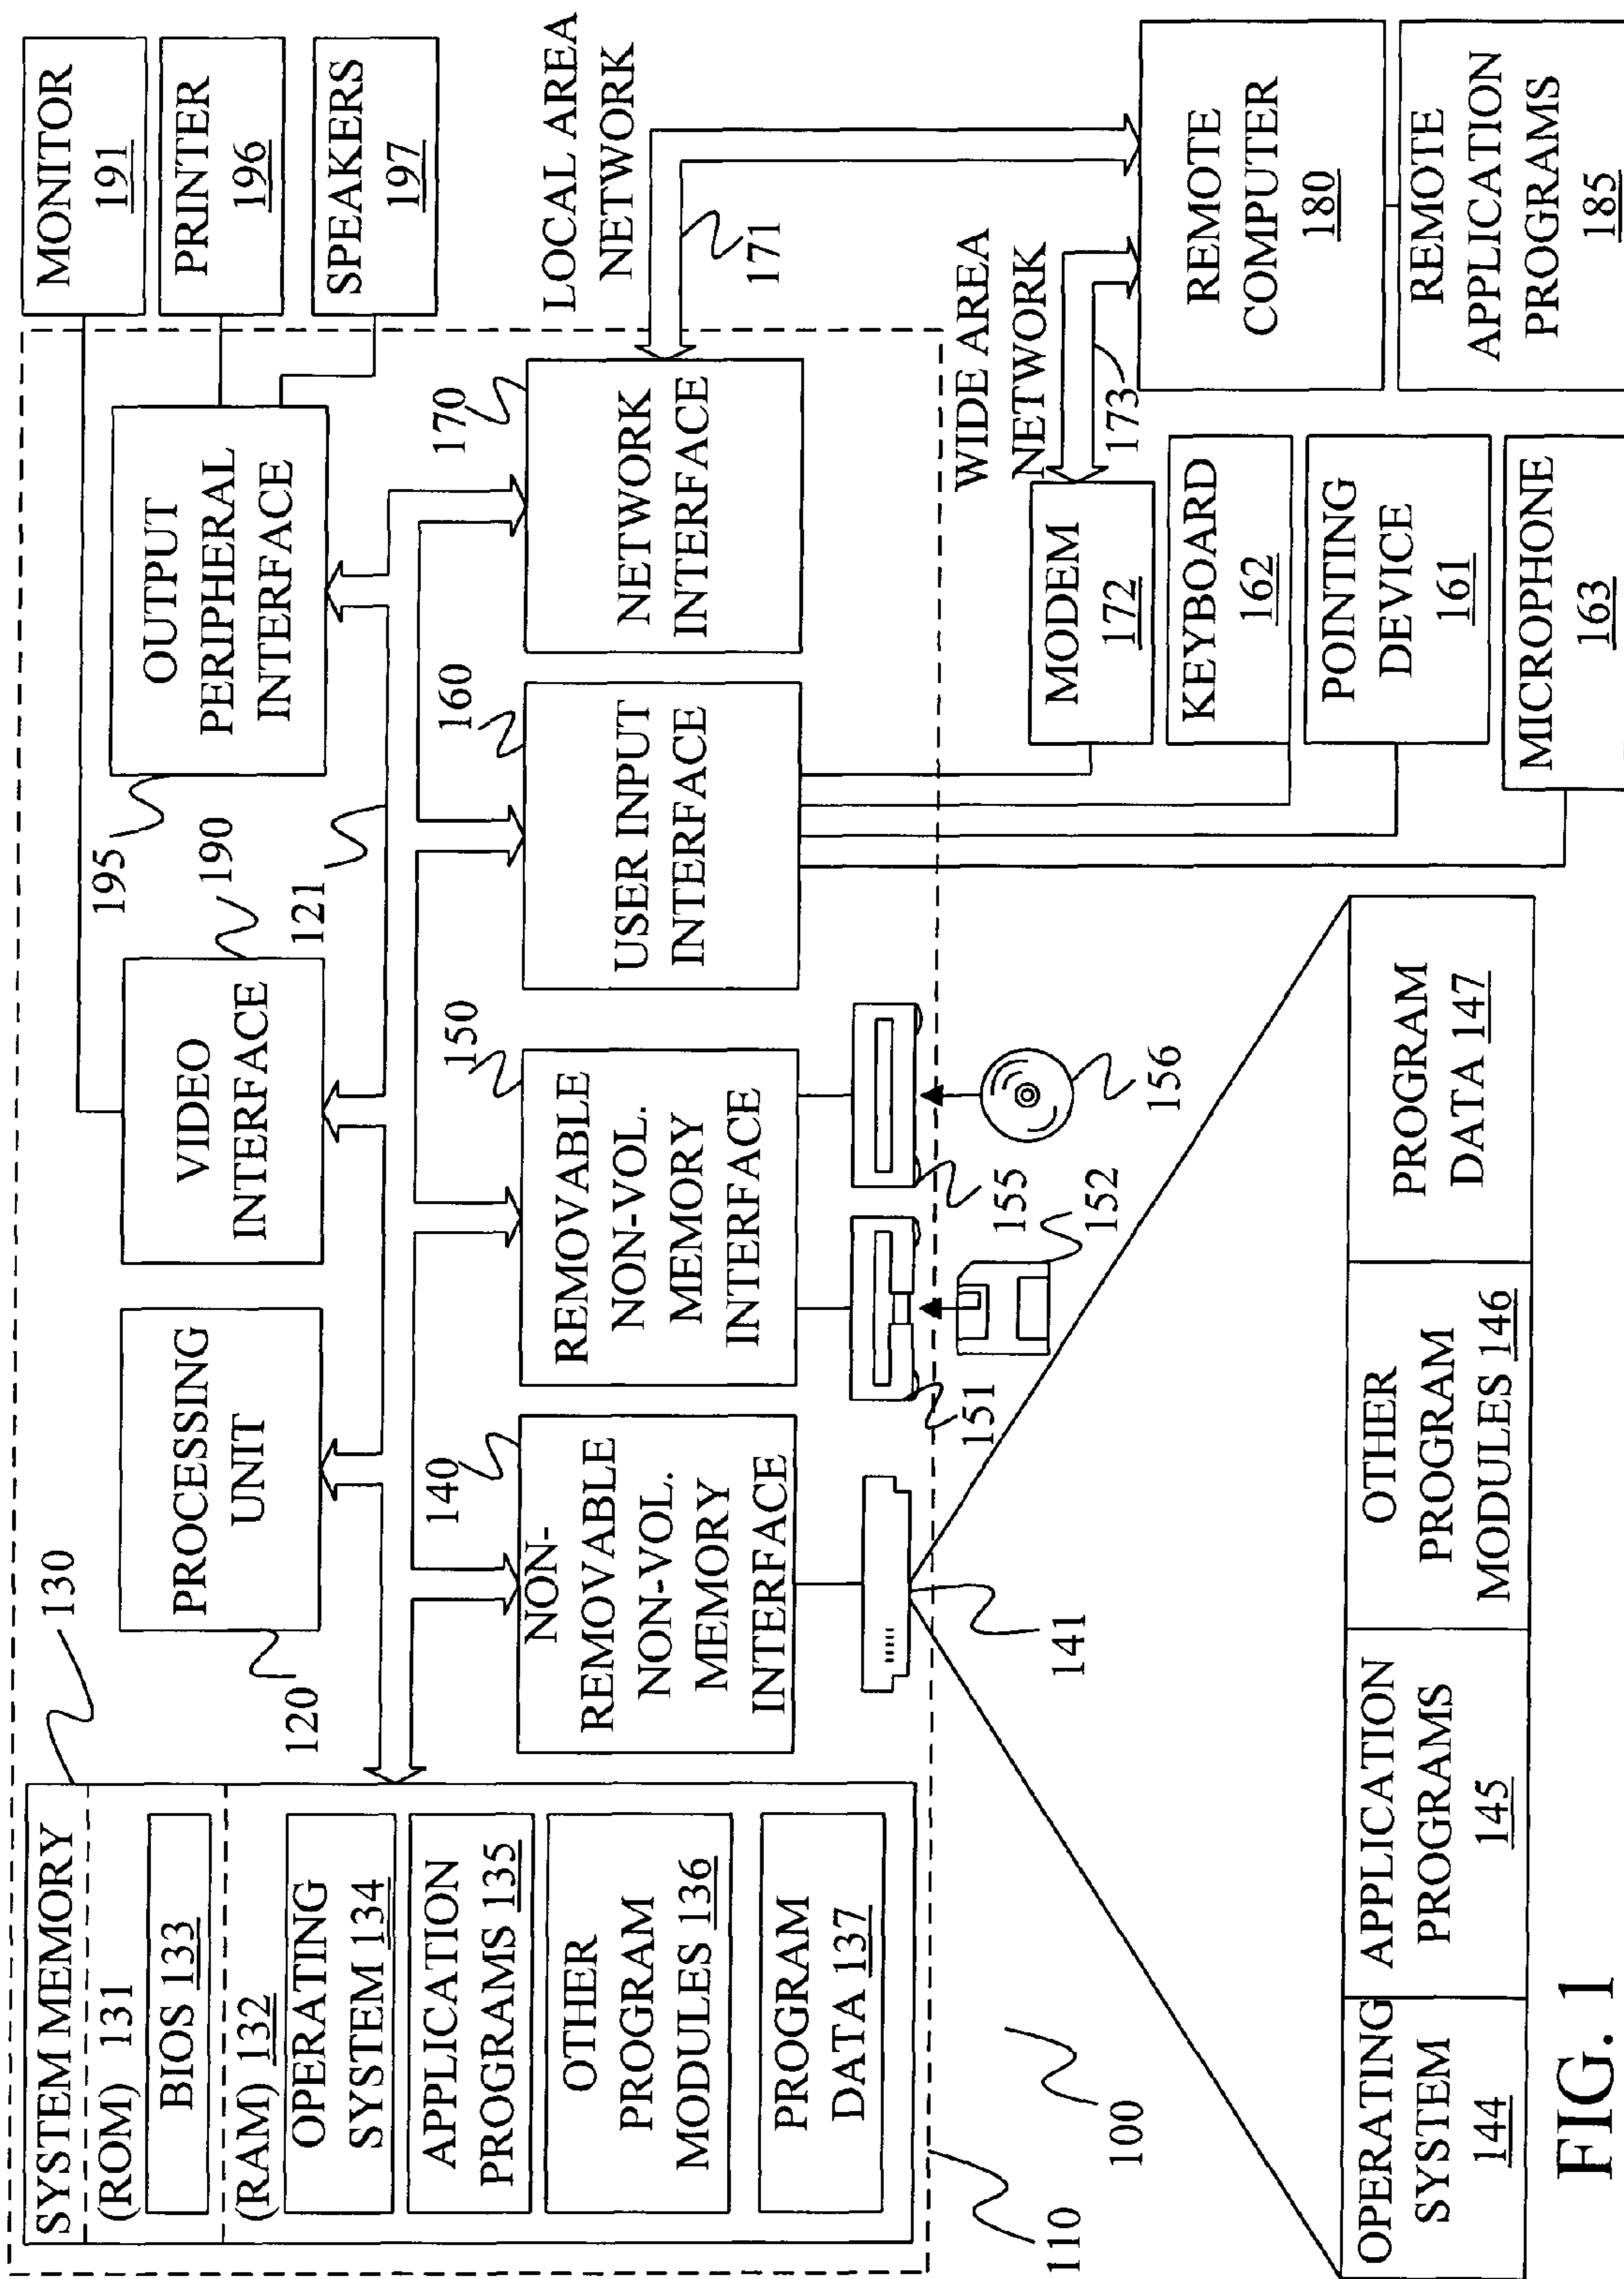 SYSTEM MEMORY
(ROM) 131
BIOS 133
(RAM) 132
OPERATING
SYSTEM 134
APPLICATION
PROGRAMS 135
OTHER
PROGRAM
MODULES 136
PROGRAM
DATA 137
130
PROCESSING
UNIT
120
VIDEO
INTERFACE
190
OUTPUT
PERIPHERAL
INTERFACE
195
121
MONITOR
191
PRINTER
196
SPEAKERS
197
NON-
REMOVABLE
NON-VOL.
MEMORY
INTERFACE
140
REMOVABLE
NON-VOL.
MEMORY
INTERFACE
150
USER INPUT
INTERFACE
160
NETWORK
INTERFACE
170
LOCAL AREA
NETWORK
171
141
151
152
155
156
WIDE AREA
NETWORK
173
MODEM
172
KEYBOARD
162
POINTING
DEVICE
161
MICROPHONE
163
REMOTE
COMPUTER
180
REMOTE
APPLICATION
PROGRAMS
185
110
100
OPERATING
SYSTEM
144
APPLICATION
PROGRAMS
145
OTHER
PROGRAM
MODULES 146
PROGRAM
DATA 147
FIG. 1